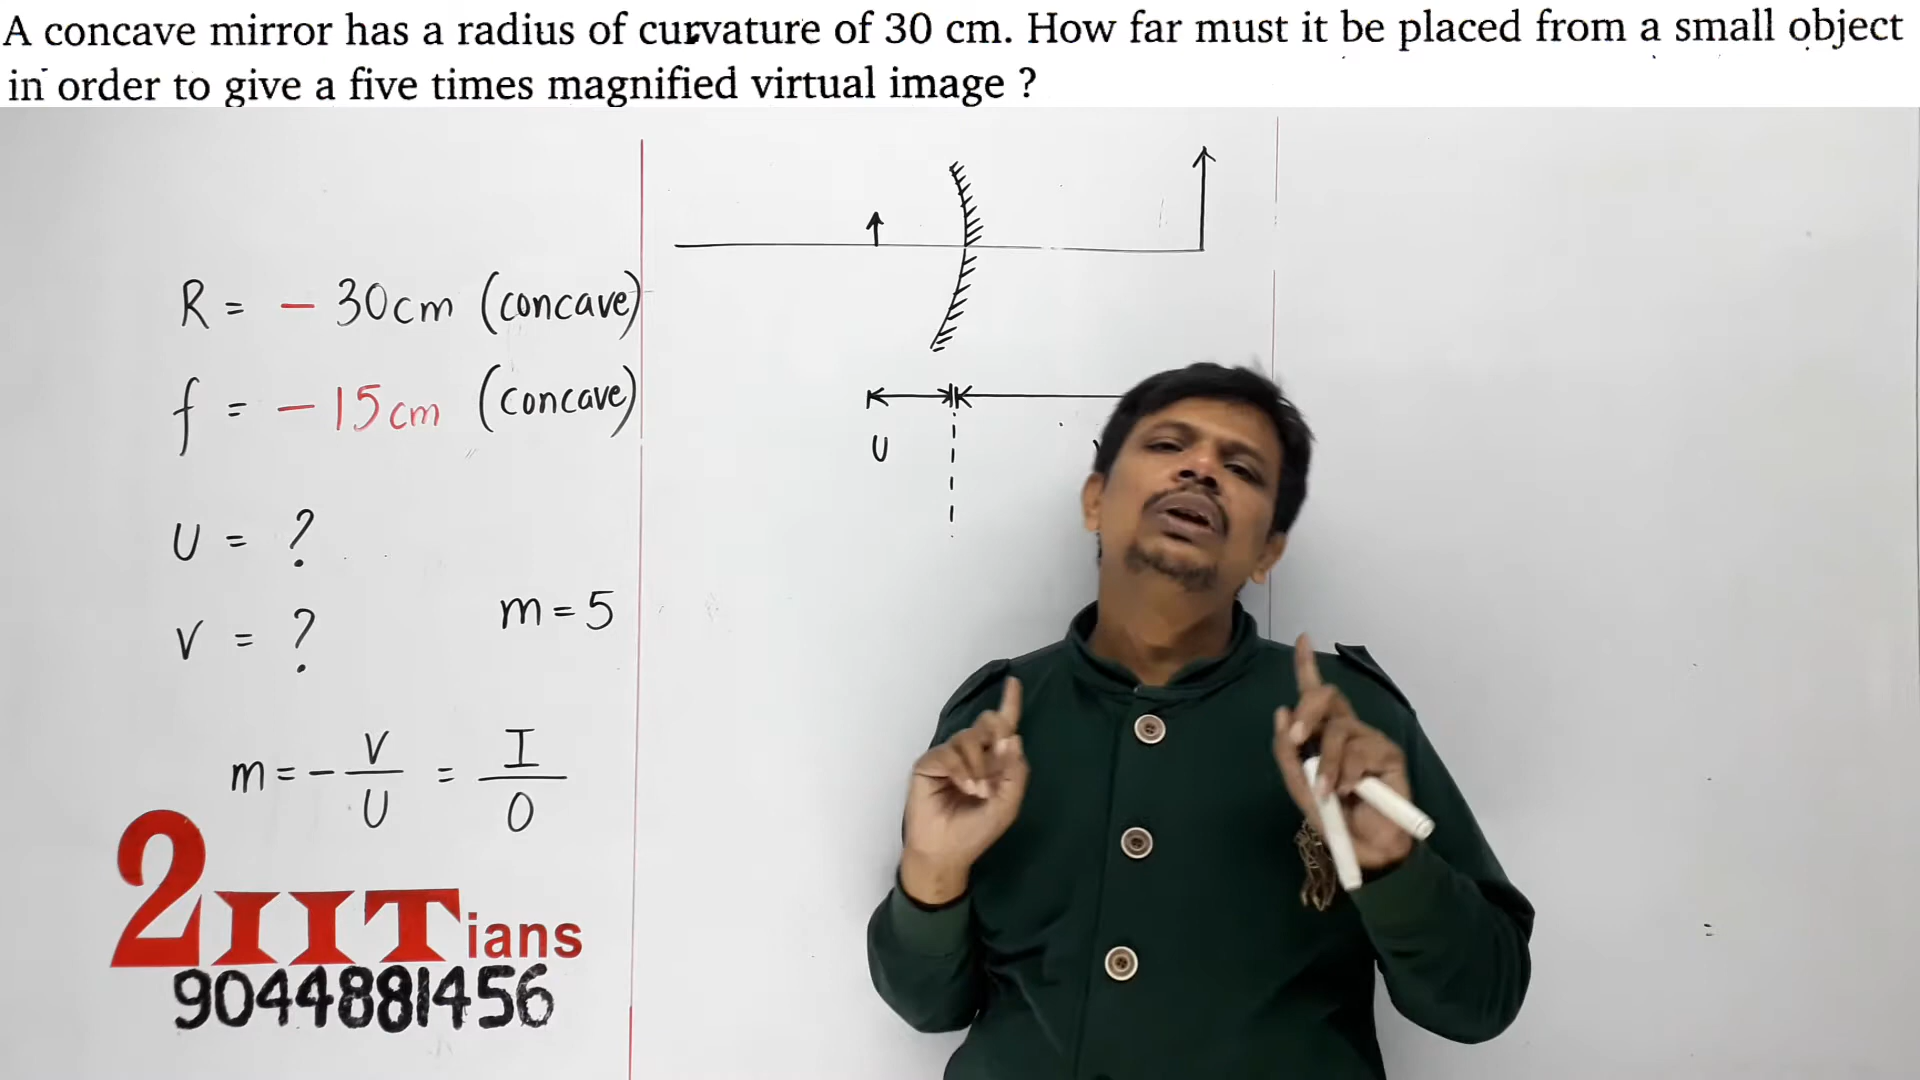 A concave mirror has a radius of curvature of 30 cm. How far must it be placed from a small object
in order to give a five times magnified virtual image ?
R = - 30cm (concave)
f = - 15cm (concave)
U = ?
V = ?
m = 5
m = - V/U = I/O
U
2IITians
9044881456